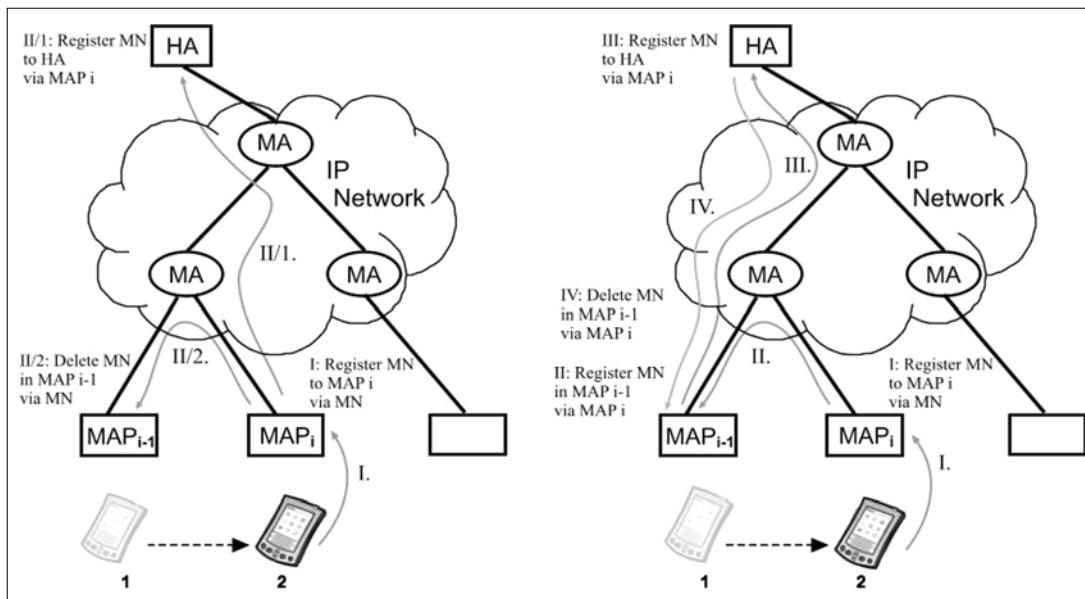 II/1: Register MN
to HA
via MAP i
HA
MA
IP
Network
II/1.
MA
MA
II/2: Delete MN
in MAP i-1
via MN
II/2.
I: Register MN
to MAP i
via MN
MAPi-1
MAPi
I.
1
2
III: Register MN
to HA
via MAP i
HA
MA
IP
Network
III.
IV.
MA
MA
IV: Delete MN
in MAP i-1
via MAP i
II: Register MN
in MAP i-1
via MAP i
II.
I: Register MN
to MAP i
via MN
MAPi-1
MAPi
I.
1
2